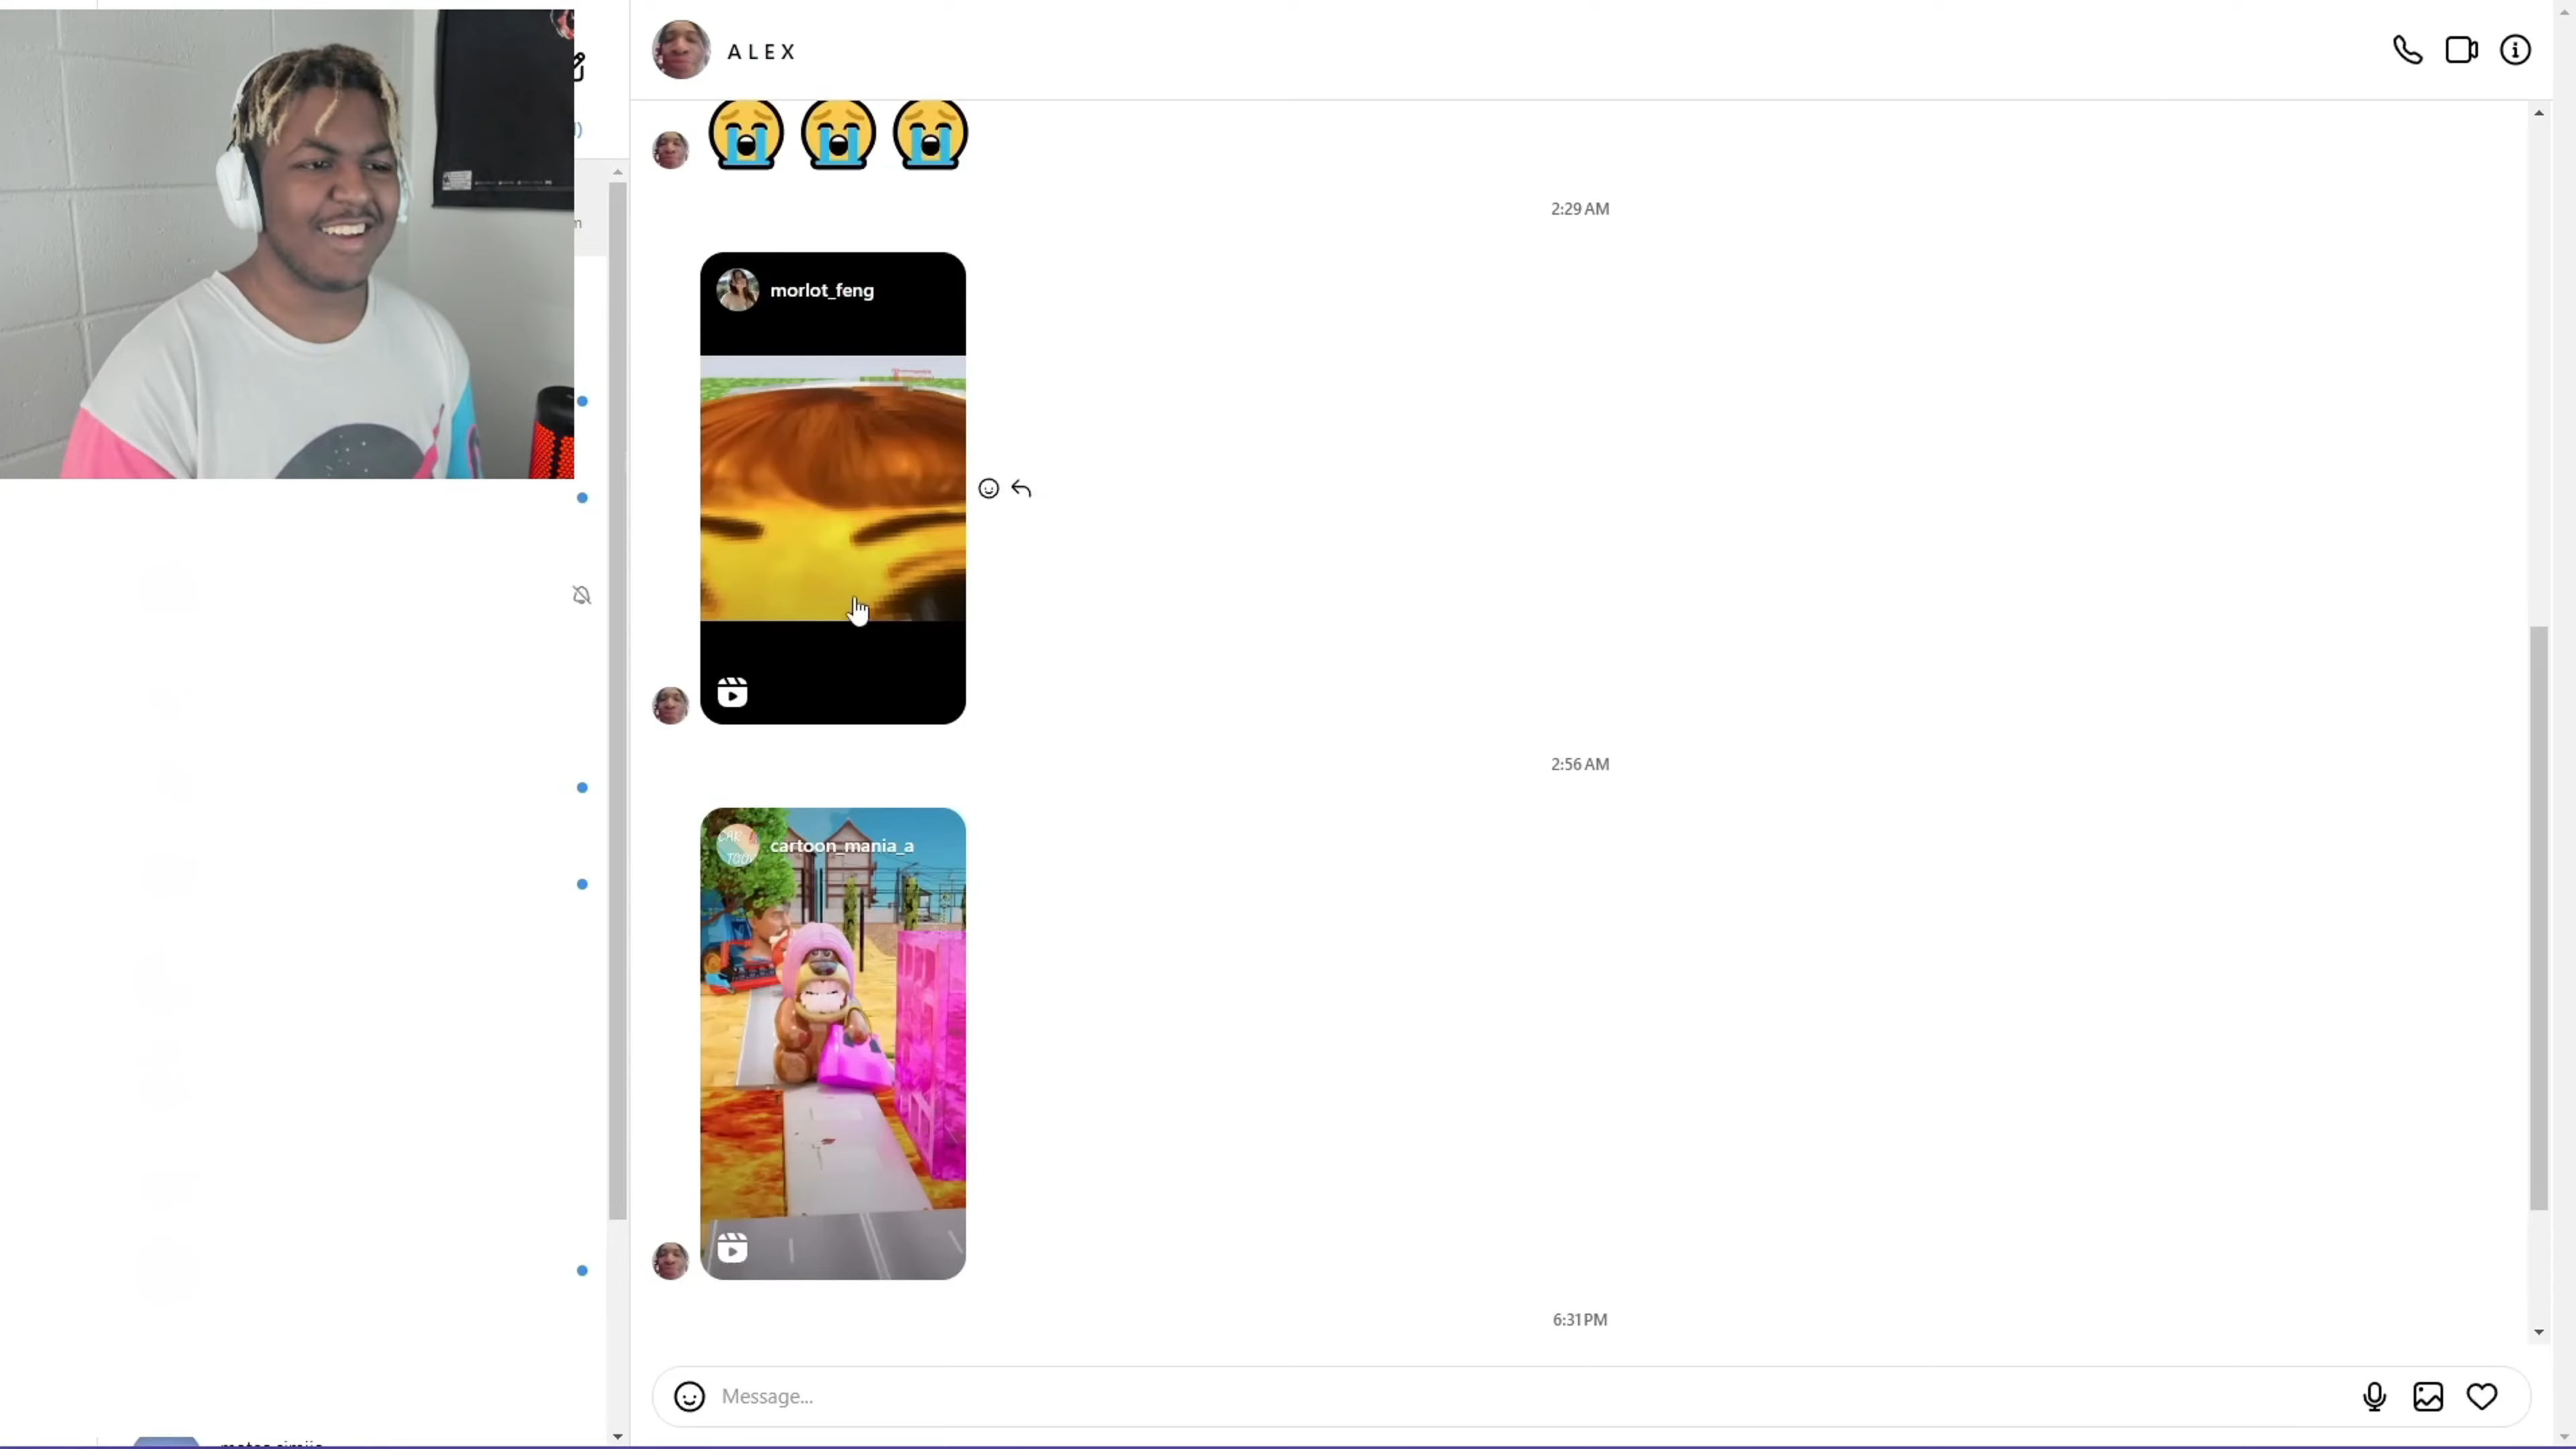 ALEX
2:29 AM
morlot_feng
2:56 AM
cartoon_mania_a
6:31 PM
Message...